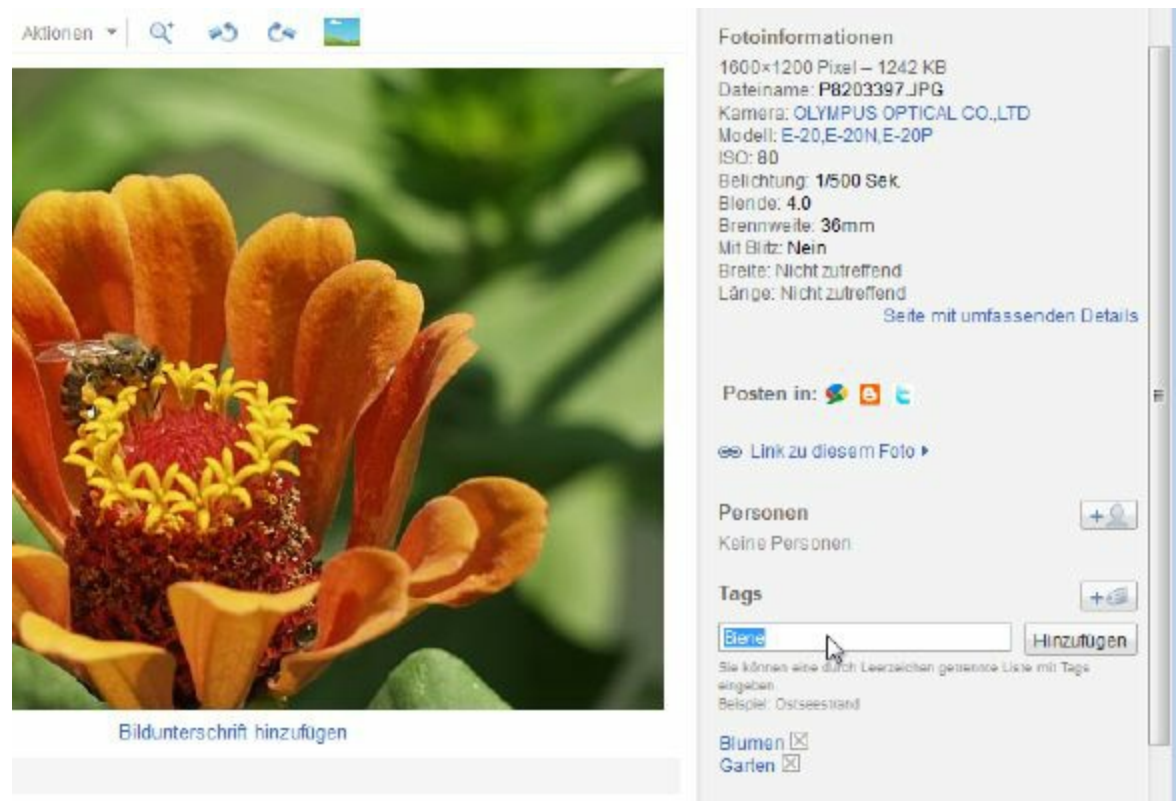 Aktionen
Fotoinformationen
1600×1200 Pixel – 1242 KB
Dateiname: P8203397.JPG
Kamera: OLYMPUS OPTICAL CO.,LTD
Modell: E-20,E-20N,E-20P
ISO: 80
Belichtung: 1/500 Sek.
Blende: 4.0
Brennweite: 36mm
Mit Blitz: Nein
Breite: Nicht zutreffend
Länge: Nicht zutreffend
Seite mit umfassenden Details
Posten in:
Link zu diesem Foto
Personen
Keine Personen
Tags
Biene
Hinzufügen
Sie können eine durch Leerzeichen getrennte Liste mit Tags
eingeben
Beispiel: Ostseestrand
Bildunterschrift hinzufügen
Blumen
Garten